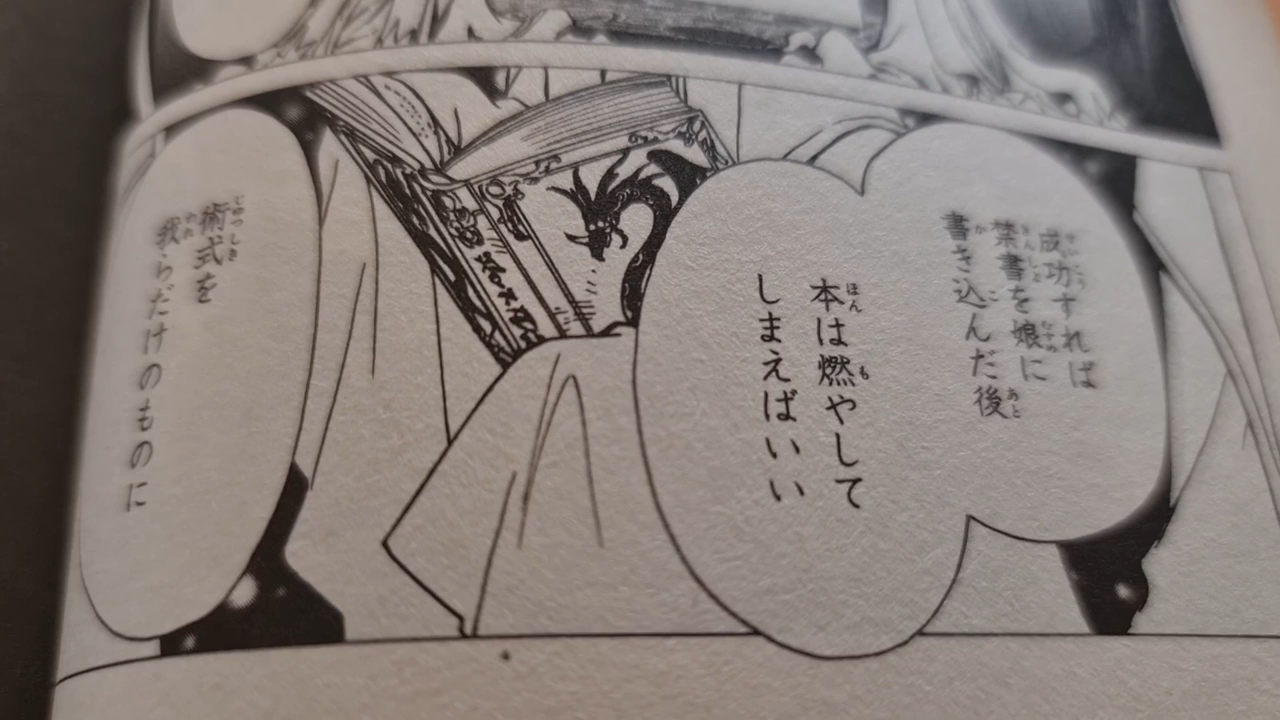 成功すれば
禁書を娘に
書き込んだ後
本は燃やして
しまえばいい
術式を
我らだけのものに